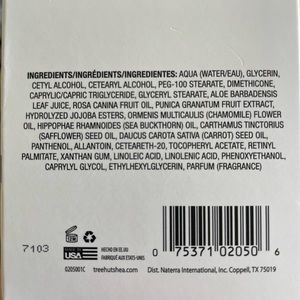 INGREDIENTS/INGRÉDIENTS/INGREDIENTES: AQUA (WATER/EAU), GLYCERIN,
CETYL ALCOHOL, CETEARYL ALCOHOL, PEG-100 STEARATE, DIMETHICONE,
CAPRYLIC/CAPRIC TRIGLYCERIDE, GLYCERYL STEARATE, ALOE BARBADENSIS
LEAF JUICE, ROSA CANINA FRUIT OIL, PUNICA GRANATUM FRUIT EXTRACT,
HYDROLYZED JOJOBA ESTERS, ORMENIS MULTICAULIS (CHAMOMILE) FLOWER
OIL, HIPPOPHAE RHAMNOIDES (SEA BUCKTHORN) OIL, CARTHAMUS TINCTORIUS
(SAFFLOWER) SEED OIL, DAUCUS CAROTA SATIVA (CARROT) SEED OIL,
PANTHENOL, ALLANTOIN, CETEARETH-20, TOCOPHERYL ACETATE, RETINYL
PALMITATE, XANTHAN GUM, LINOLEIC ACID, LINOLENIC ACID, PHENOXYETHANOL,
CAPRYLYL GLYCOL, ETHYLHEXYLGLYCERIN, PARFUM (FRAGRANCE)
7103
MADE IN
USA
HECHO EN EE.UU
FABRIQUÉ AUX ETATS-UNIS
0 75371 02050 6
0205001C
treehutshea.com
Dist. Naterra International, Inc. Coppell, TX 75019